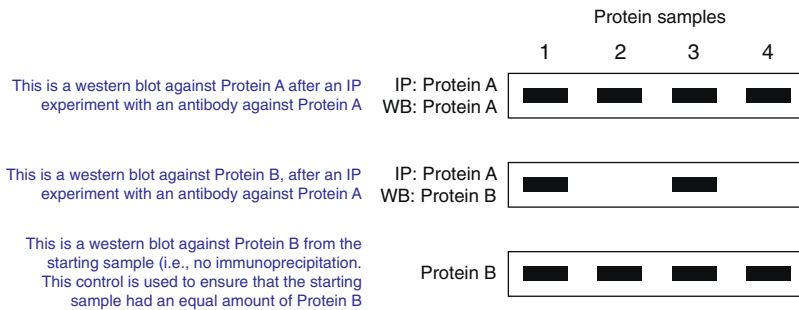 Protein samples
1 2 3 4
This is a western blot against Protein A after an IP
experiment with an antibody against Protein A
IP: Protein A
WB: Protein A
This is a western blot against Protein B, after an IP
experiment with an antibody against Protein A
IP: Protein A
WB: Protein B
This is a western blot against Protein B from the
starting sample (i.e., no immunoprecipitation.
This control is used to ensure that the starting
sample had an equal amount of Protein B
Protein B